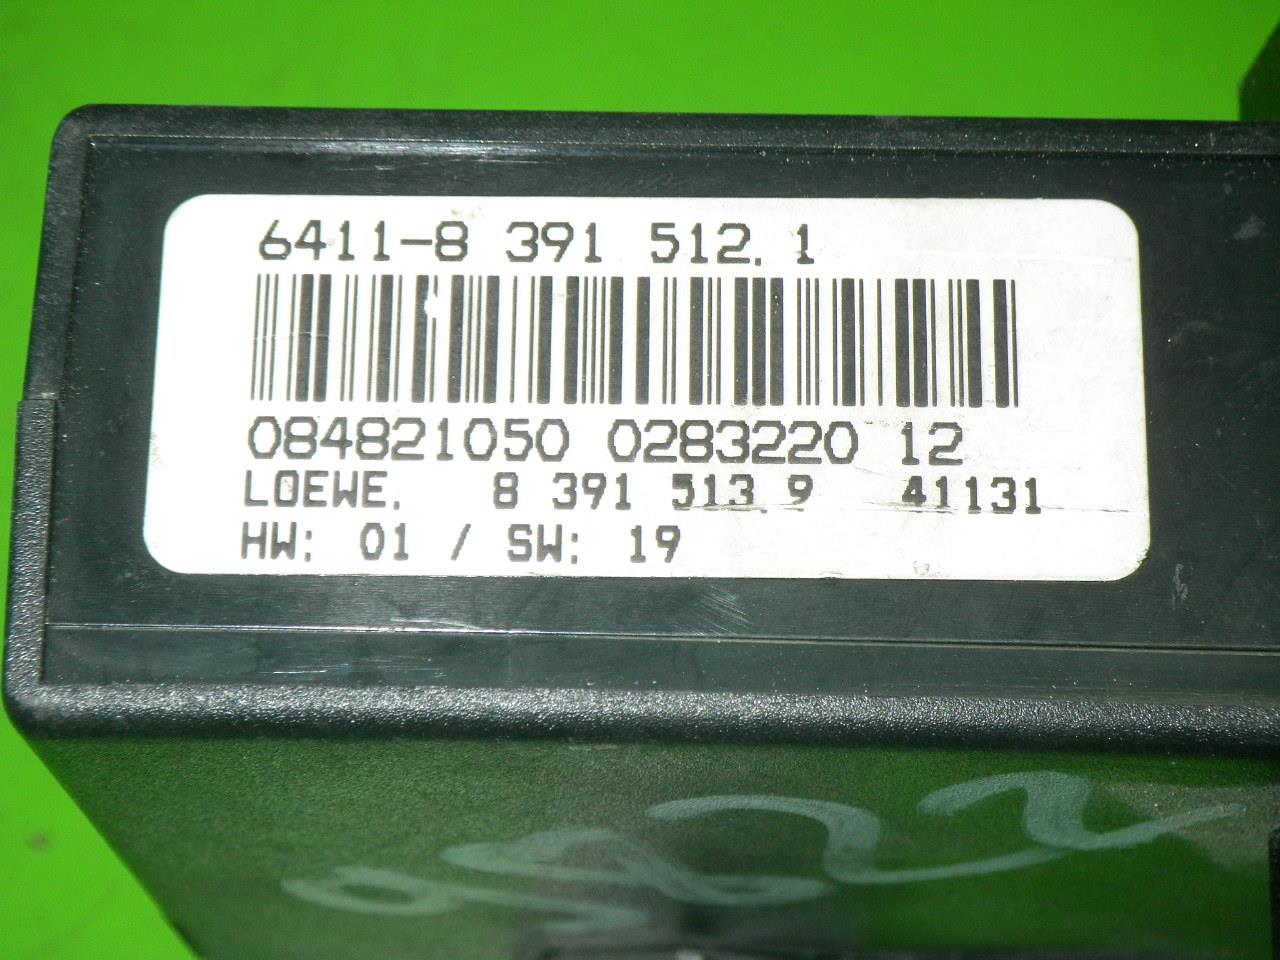 6411-8 391 512.1
084821050 0283220 12
LOEWE. 8 391 513.9 41131
HW: 01 / SW: 19